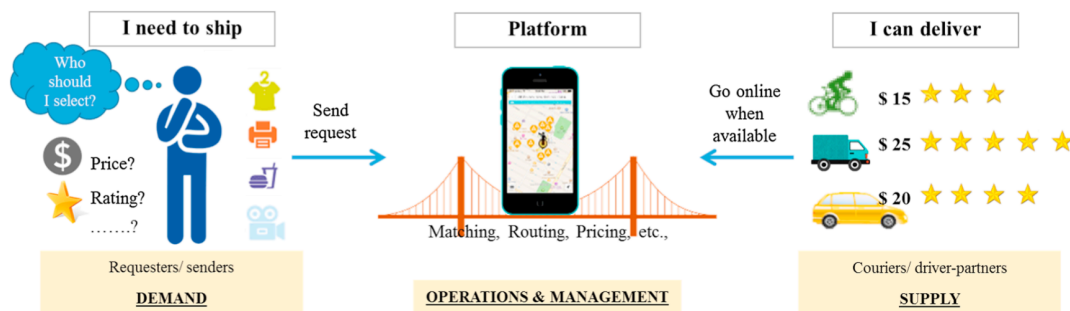 I need to ship
Who
should
I select?
2
$
Price?
Rating?
…….?
Send
request
Requesters/ senders
DEMAND
Platform
Matching, Routing, Pricing, etc.,
OPERATIONS & MANAGEMENT
I can deliver
Go online
when
available
$ 15
$ 25
$ 20
Couriers/ driver-partners
SUPPLY